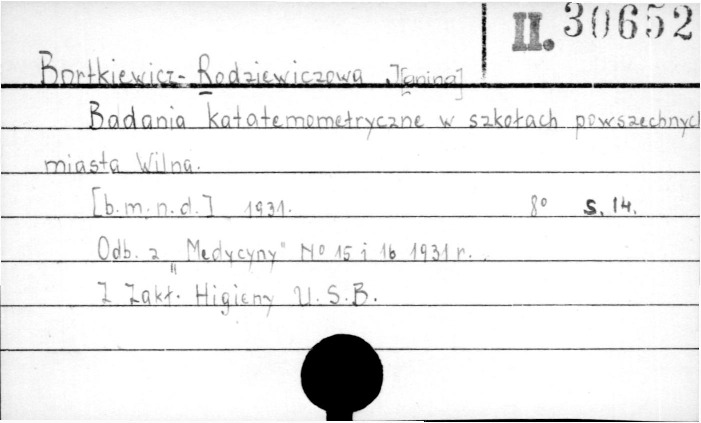 II. 30652
Bortkiewicz-Rodziewiczowa J[anina]
Badania katatemometryczne w szkołach powszechnych
miasta Wilna.
[b.m.n.d.] 1931. 8° s. 14.
Odb. z „Medycyny" No 15 i 16 1931 r.
Z Zakł. Higieny U.S.B.